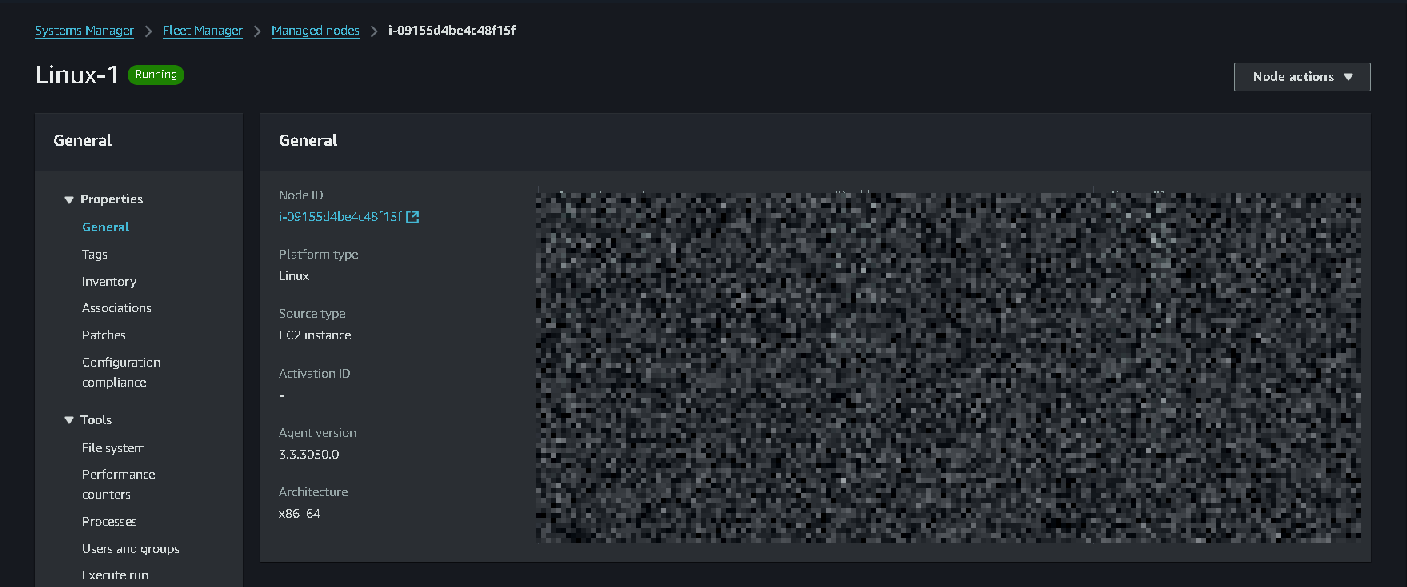 Systems Manager > Fleet Manager > Managed nodes > i-09155d4be4c48f15f
Linux-1 Running
Node actions
General
Properties
General
Tags
Inventory
Associations
Patches
Configuration
compliance
Tools
File system
Performance
counters
Processes
Users and groups
Execute run
General
Node ID
i-09155d4be4c48f15f
Platform type
Linux
Source type
EC2 instance
Activation ID
-
Agent version
3.3.3050.0
Architecture
x86_64